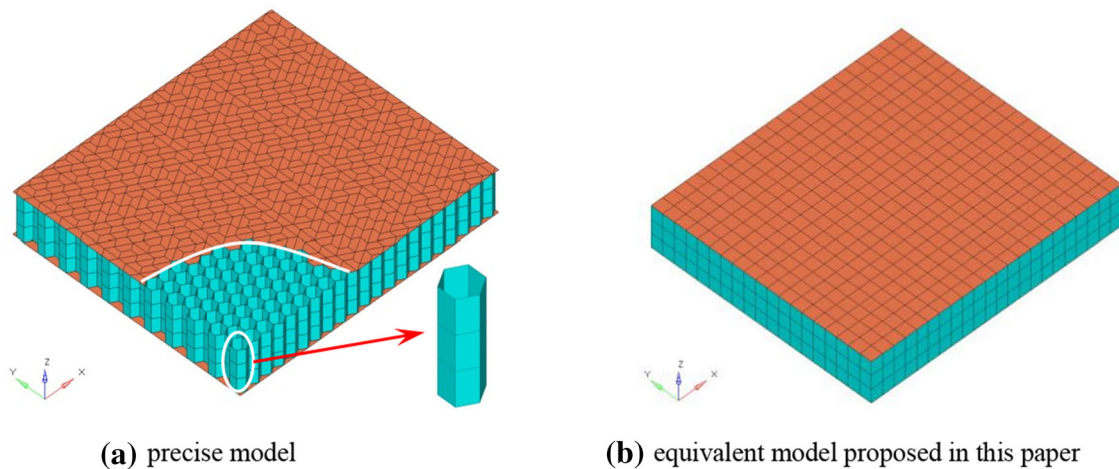 Z
Y
X
Z
Y
X
(a) precise model
(b) equivalent model proposed in this paper